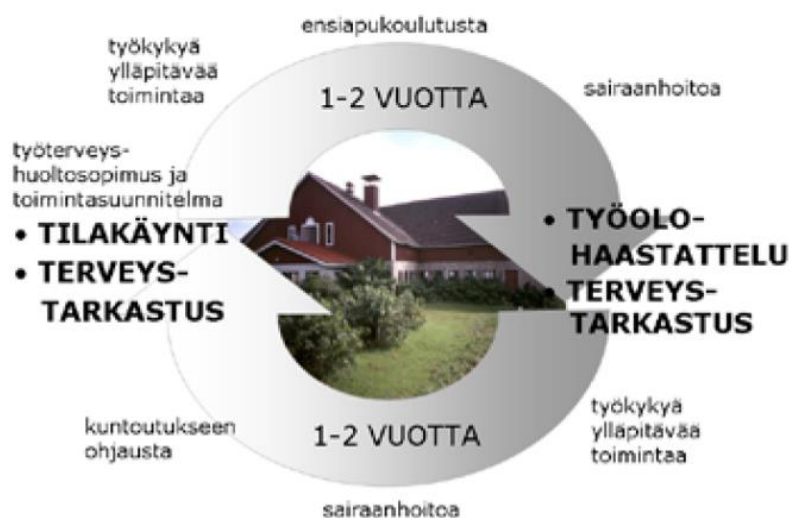 ensiapukoulutusta
työkykyä
ylläpitävää
toimintaa
1-2 VUOTTA
sairaanhoitoa
työterveys-
huoltosopimus ja
toimintasuunnitelma
• TILAKÄYNTI
• TERVEYS-
TARKASTUS
• TYÖOLO-
HAASTATTELU
• TERVEYS-
TARKASTUS
kuntoutukseen
ohjausta
1-2 VUOTTA
työkykyä
ylläpitävää
toimintaa
sairaanhoitoa